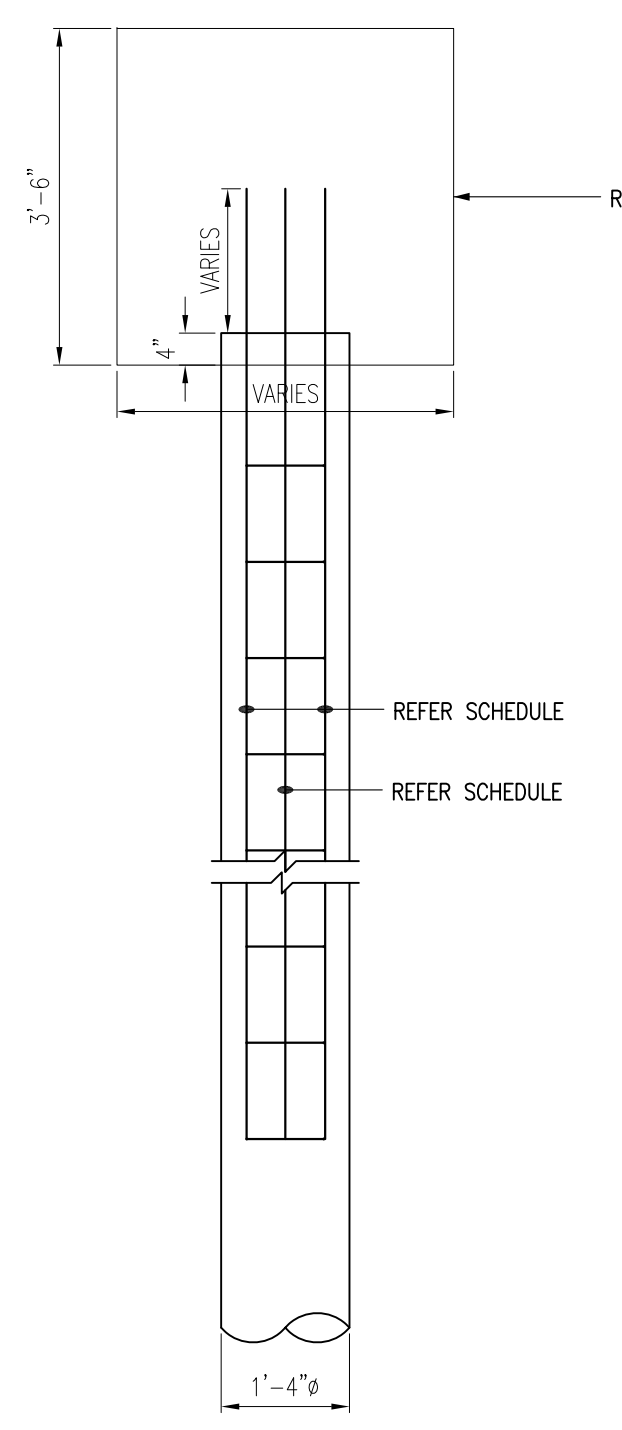 3'-6"
R
VARIES
4"
VARIES
REFER SCHEDULE
REFER SCHEDULE
1'-4"ø